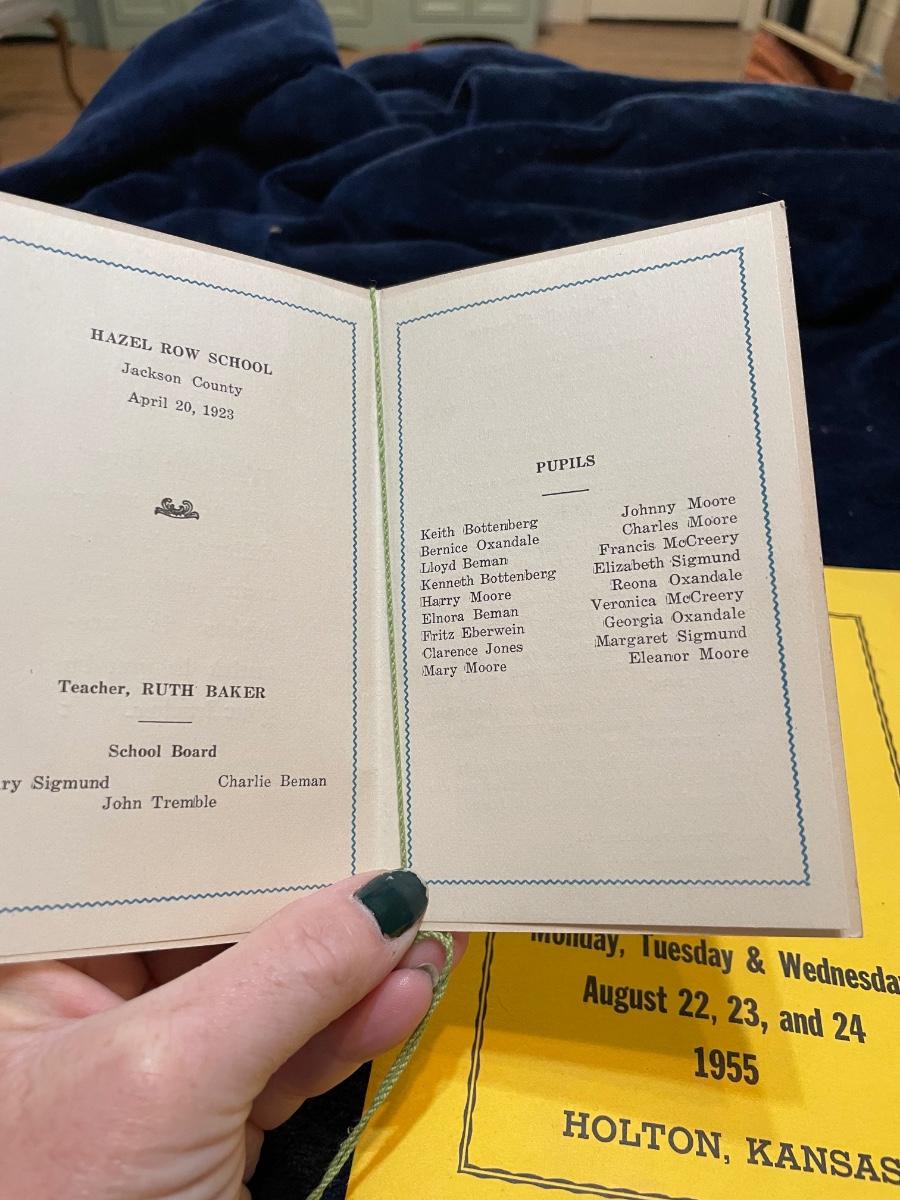 HAZEL ROW SCHOOL
Jackson County
April 20, 1923
Teacher, RUTH BAKER
School Board
ry Sigmund Charlie Beman
John Tremble
PUPILS
Keith Bottenberg
Bernice Oxandale
Lloyd Beman
Kenneth Bottenberg
Harry Moore
Elnora Beman
Fritz Eberwein
Clarence Jones
Mary Moore
Johnny Moore
Charles Moore
Francis McCreery
Elizabeth Sigmund
Reona Oxandale
Veronica McCreery
Georgia Oxandale
Margaret Sigmund
Eleanor Moore
Monday, Tuesday & Wednesday
August 22, 23, and 24
1955
HOLTON, KANSAS